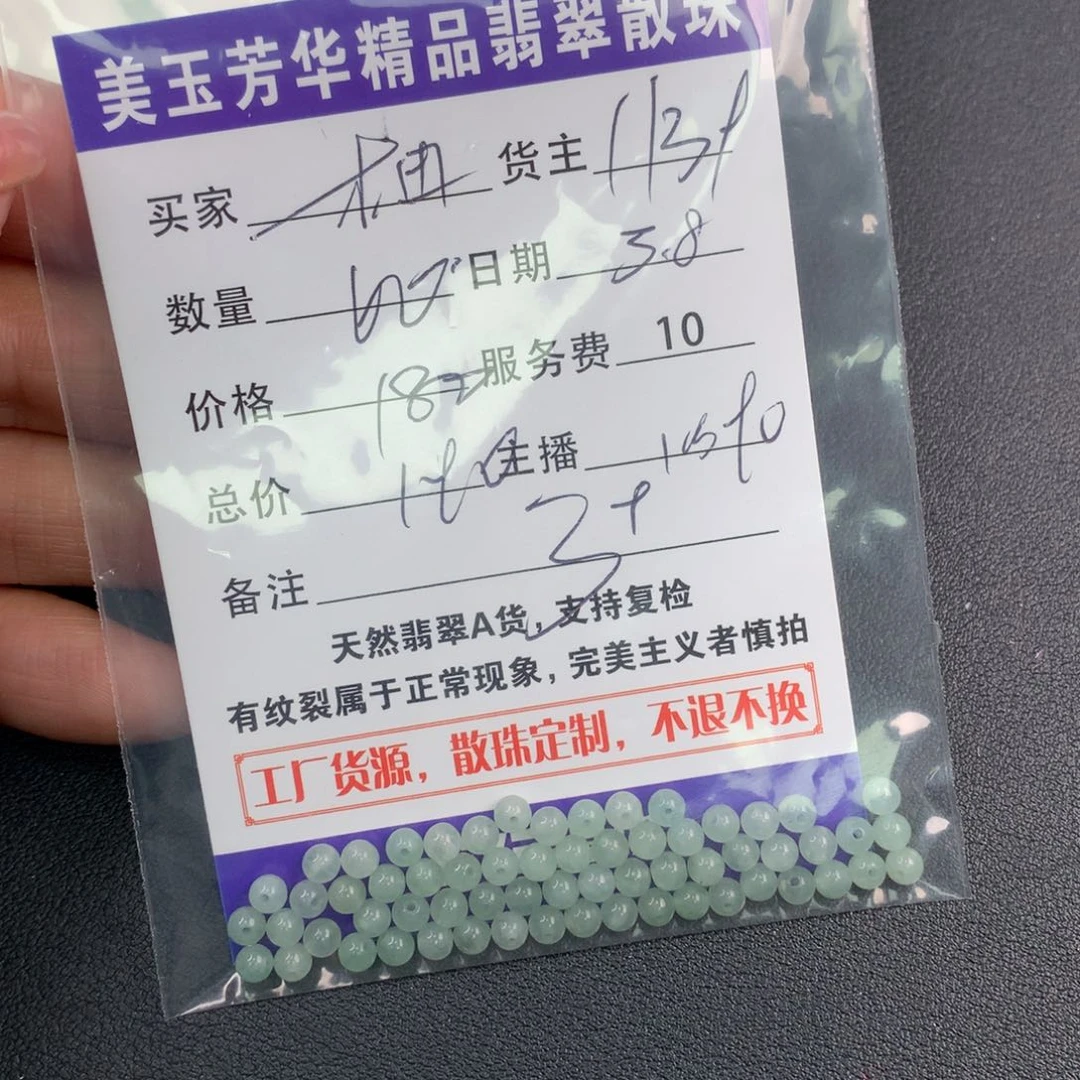 美玉芳华精品翡翠散珠
买家 柚 货主
数量 日期 3.8
价格 服务费 10
总价 主播
备注
天然翡翠A货，支持复检
有纹裂属于正常现象，完美主义者慎拍
工厂货源，散珠定制，不退不换